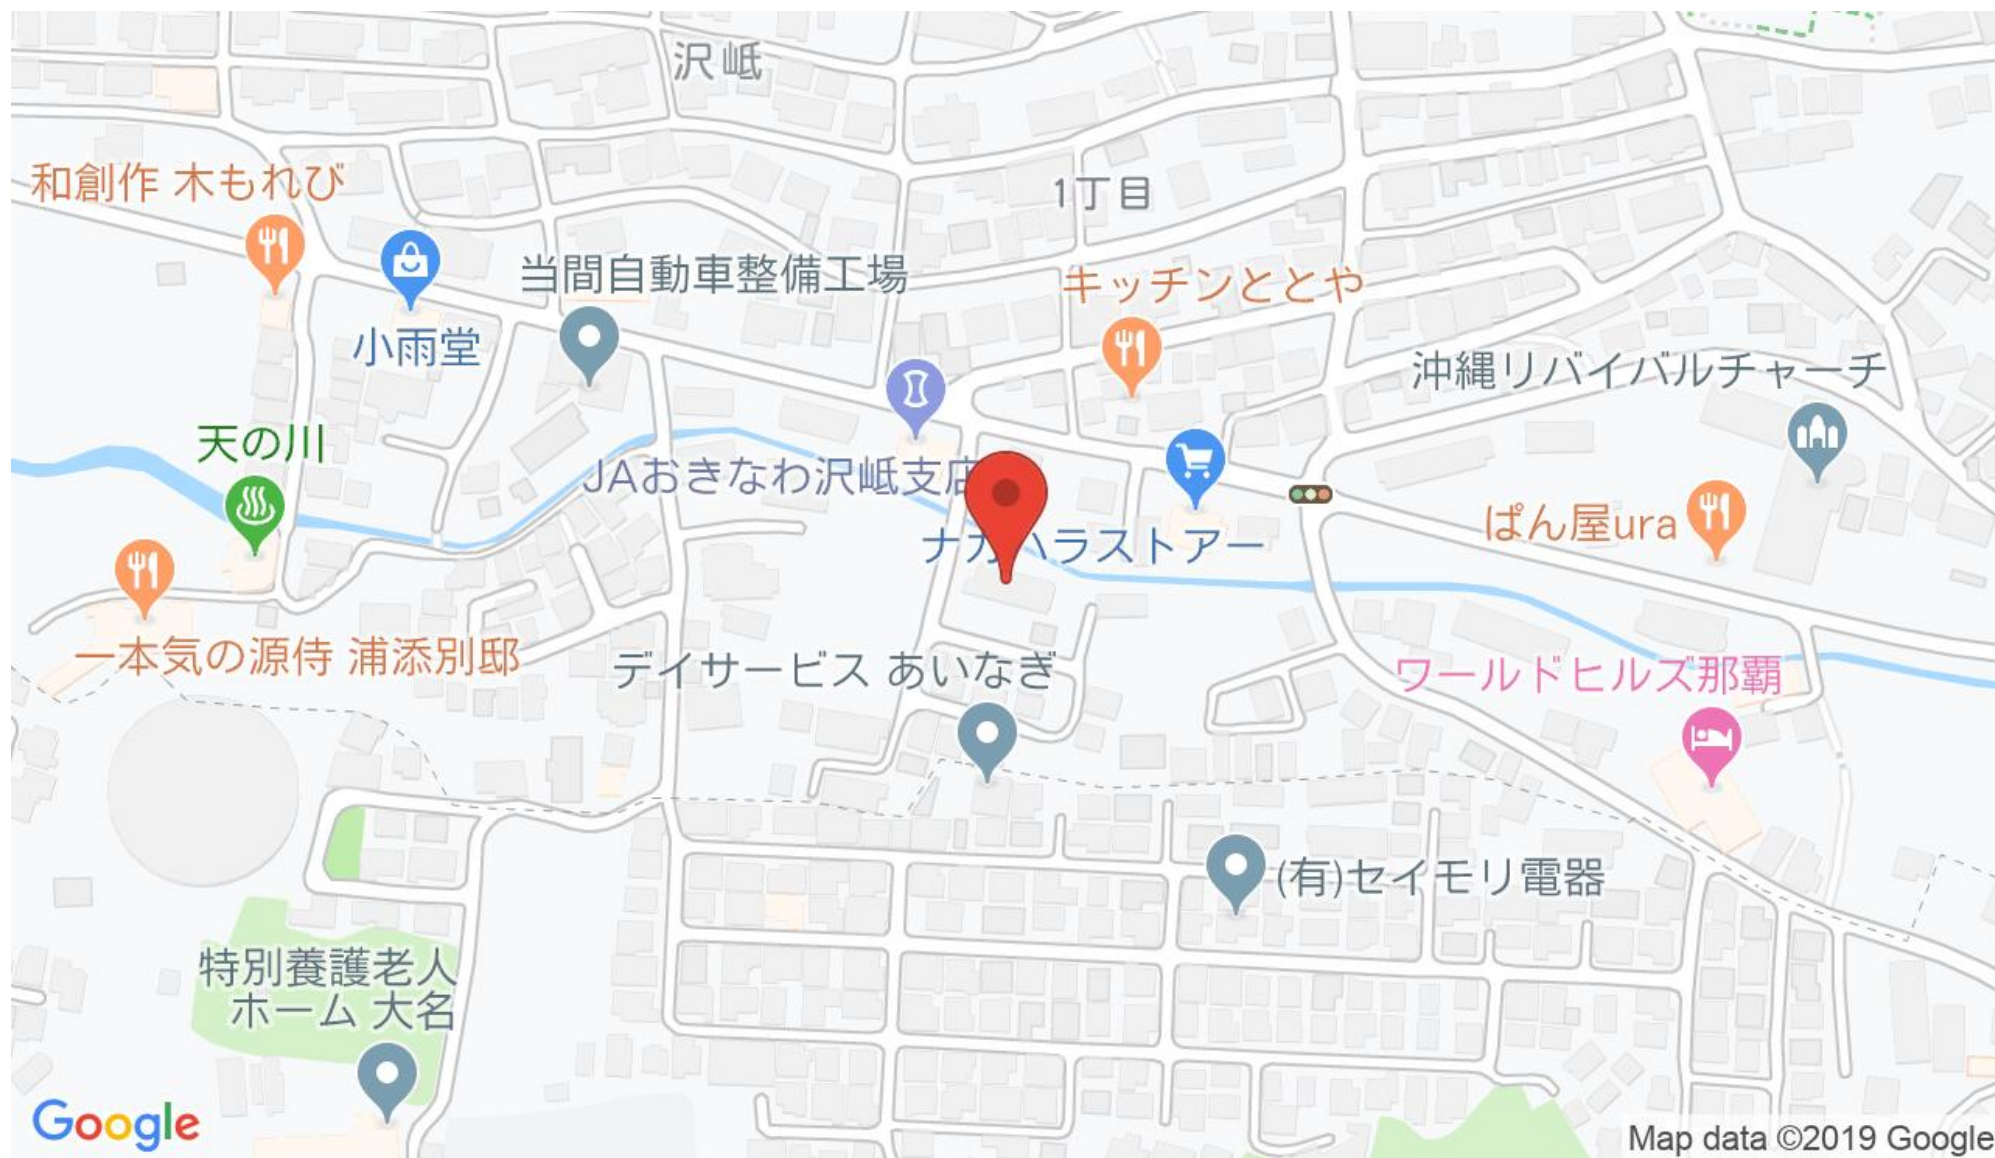 沢岻
和創作 木もれび
1丁目
当間自動車整備工場
キッチンととや
小雨堂
沖縄リバイバルチャーチ
天の川
JAおきなわ沢岻支店
ぱん屋ura
ストアー
一本気の源侍 浦添別邸
デイサービス あいなぎ
ワールドヒルズ那覇
(有)セイモリ電器
特別養護老人
ホーム 大名
Google
Map data ©2019 Google